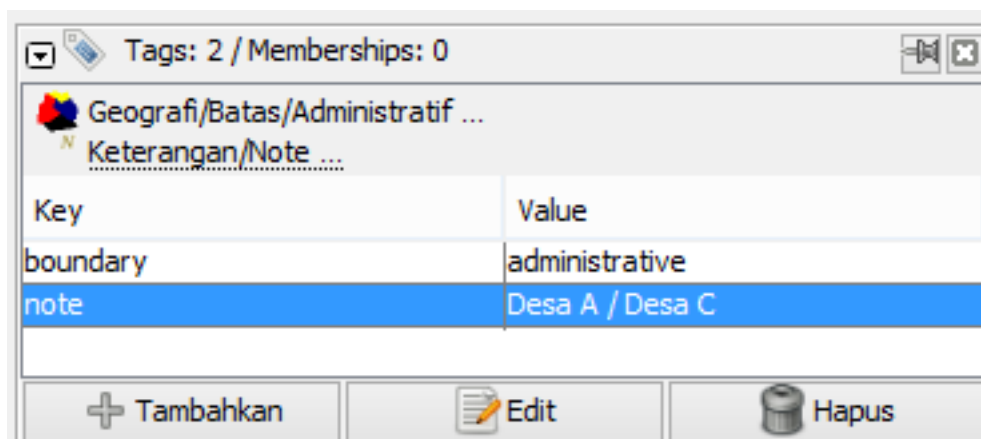 Tags: 2 / Memberships: 0
Geografi/Batas/Administratif ...
N Keterangan/Note ...
Key Value
boundary administrative
note Desa A / Desa C
Tambahkan Edit Hapus